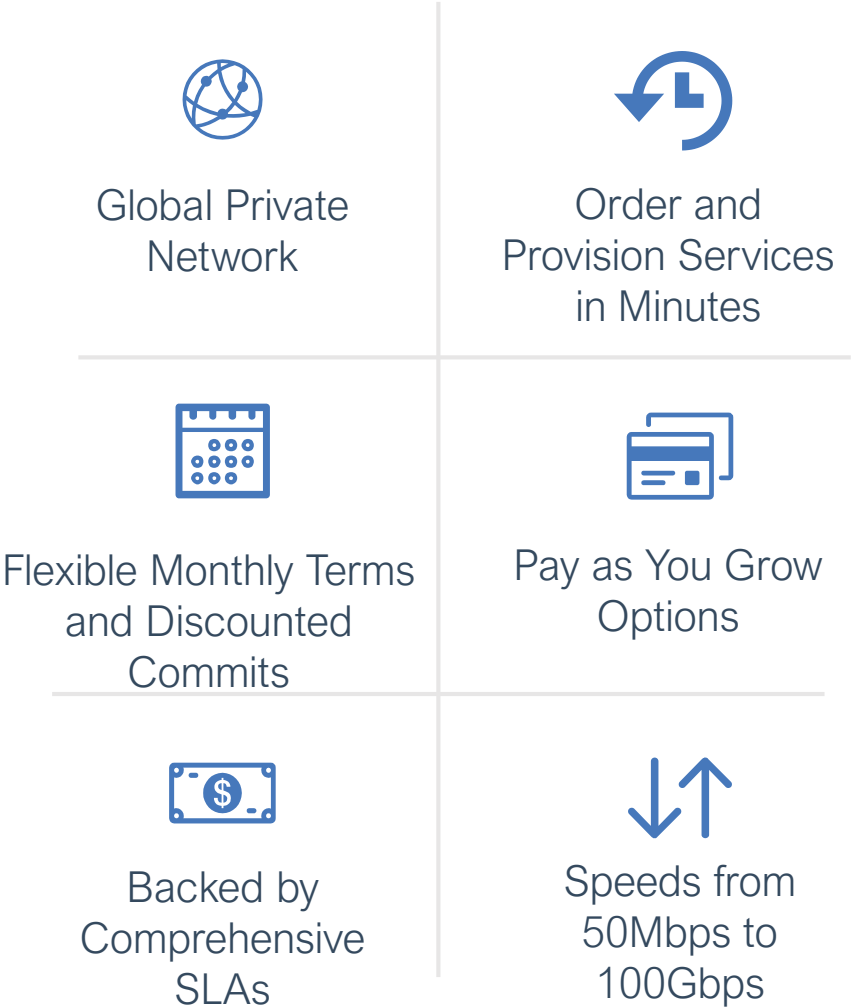 Global Private
Network
Order and
Provision Services
in Minutes
Flexible Monthly Terms
and Discounted
Commits
Pay as You Grow
Options
$
Backed by
Comprehensive
SLAs
Speeds from
50Mbps to
100Gbps